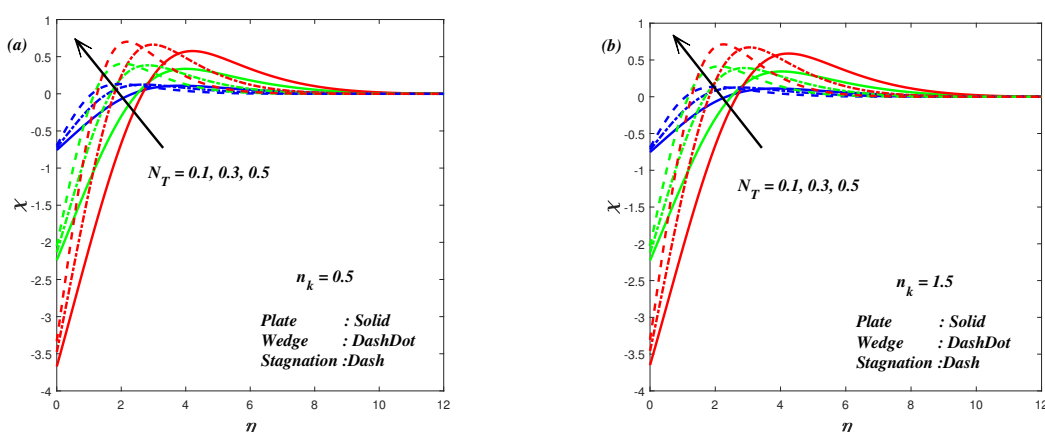 (a)
1
0.5
0
-0.5
-1
-1.5
-2
-2.5
-3
-3.5
-4
χ
N_T = 0.1, 0.3, 0.5
n_k = 0.5
Plate : Solid
Wedge : DashDot
Stagnation :Dash
0 2 4 6 8 10 12
η
(b)
1
0.5
0
-0.5
-1
-1.5
-2
-2.5
-3
-3.5
-4
χ
N_T = 0.1, 0.3, 0.5
n_k = 1.5
Plate : Solid
Wedge : DashDot
Stagnation :Dash
0 2 4 6 8 10 12
η